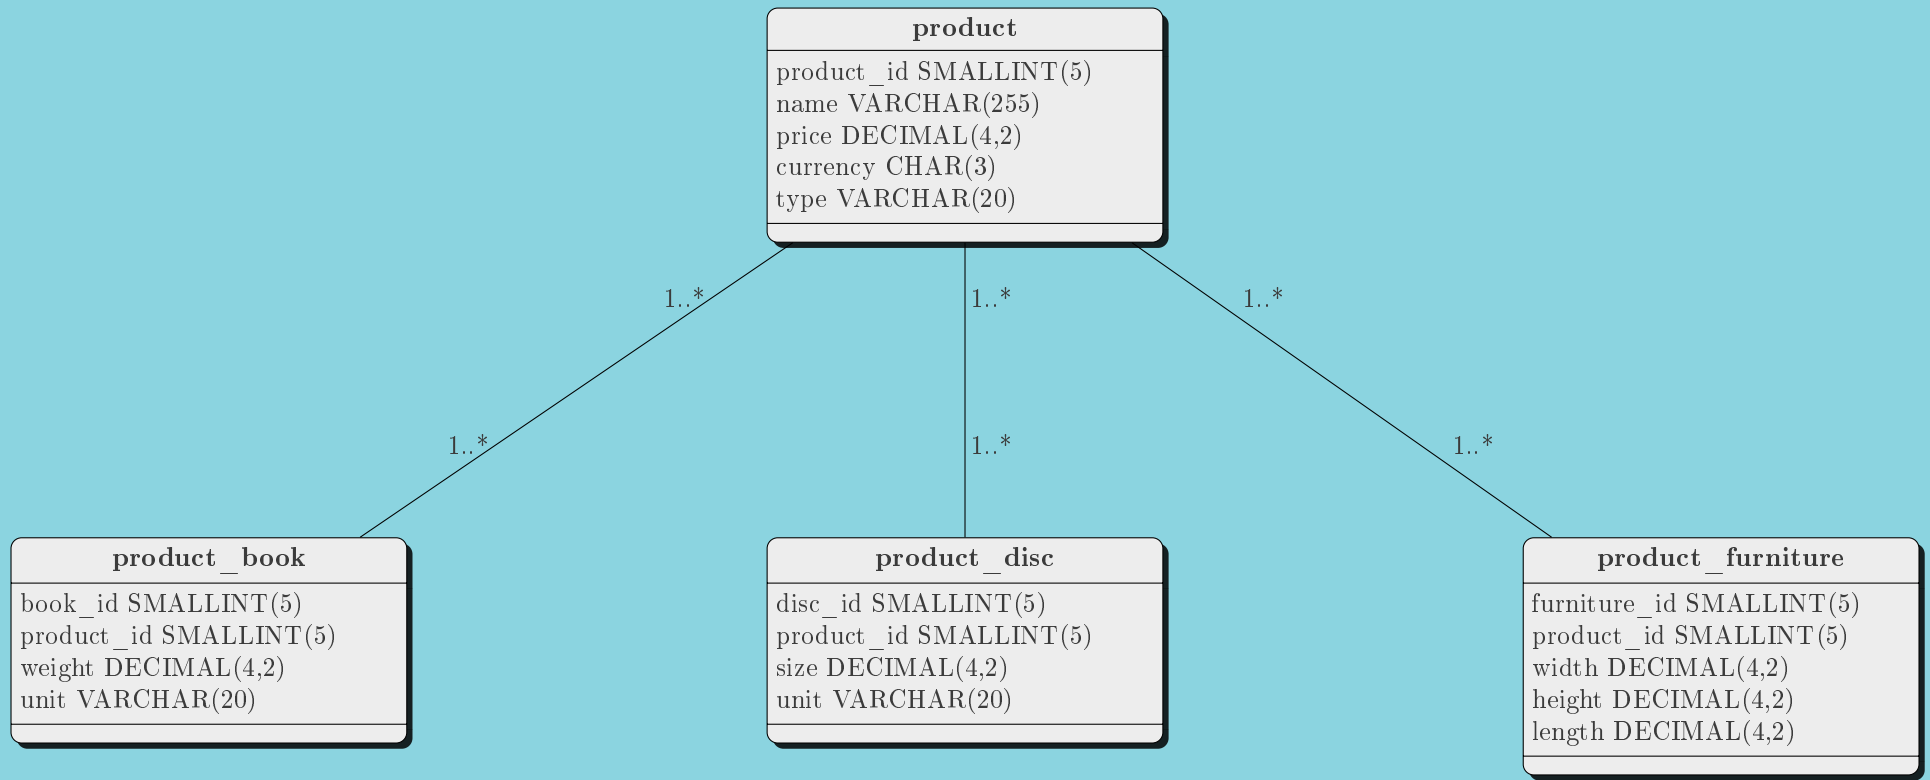 product
product_id SMALLINT(5)
name VARCHAR(255)
price DECIMAL(4,2)
currency CHAR(3)
type VARCHAR(20)
1..*
1..*
1..*
1..*
1..*
1..*
product_book
book_id SMALLINT(5)
product_id SMALLINT(5)
weight DECIMAL(4,2)
unit VARCHAR(20)
product_disc
disc_id SMALLINT(5)
product_id SMALLINT(5)
size DECIMAL(4,2)
unit VARCHAR(20)
product_furniture
furniture_id SMALLINT(5)
product_id SMALLINT(5)
width DECIMAL(4,2)
height DECIMAL(4,2)
length DECIMAL(4,2)